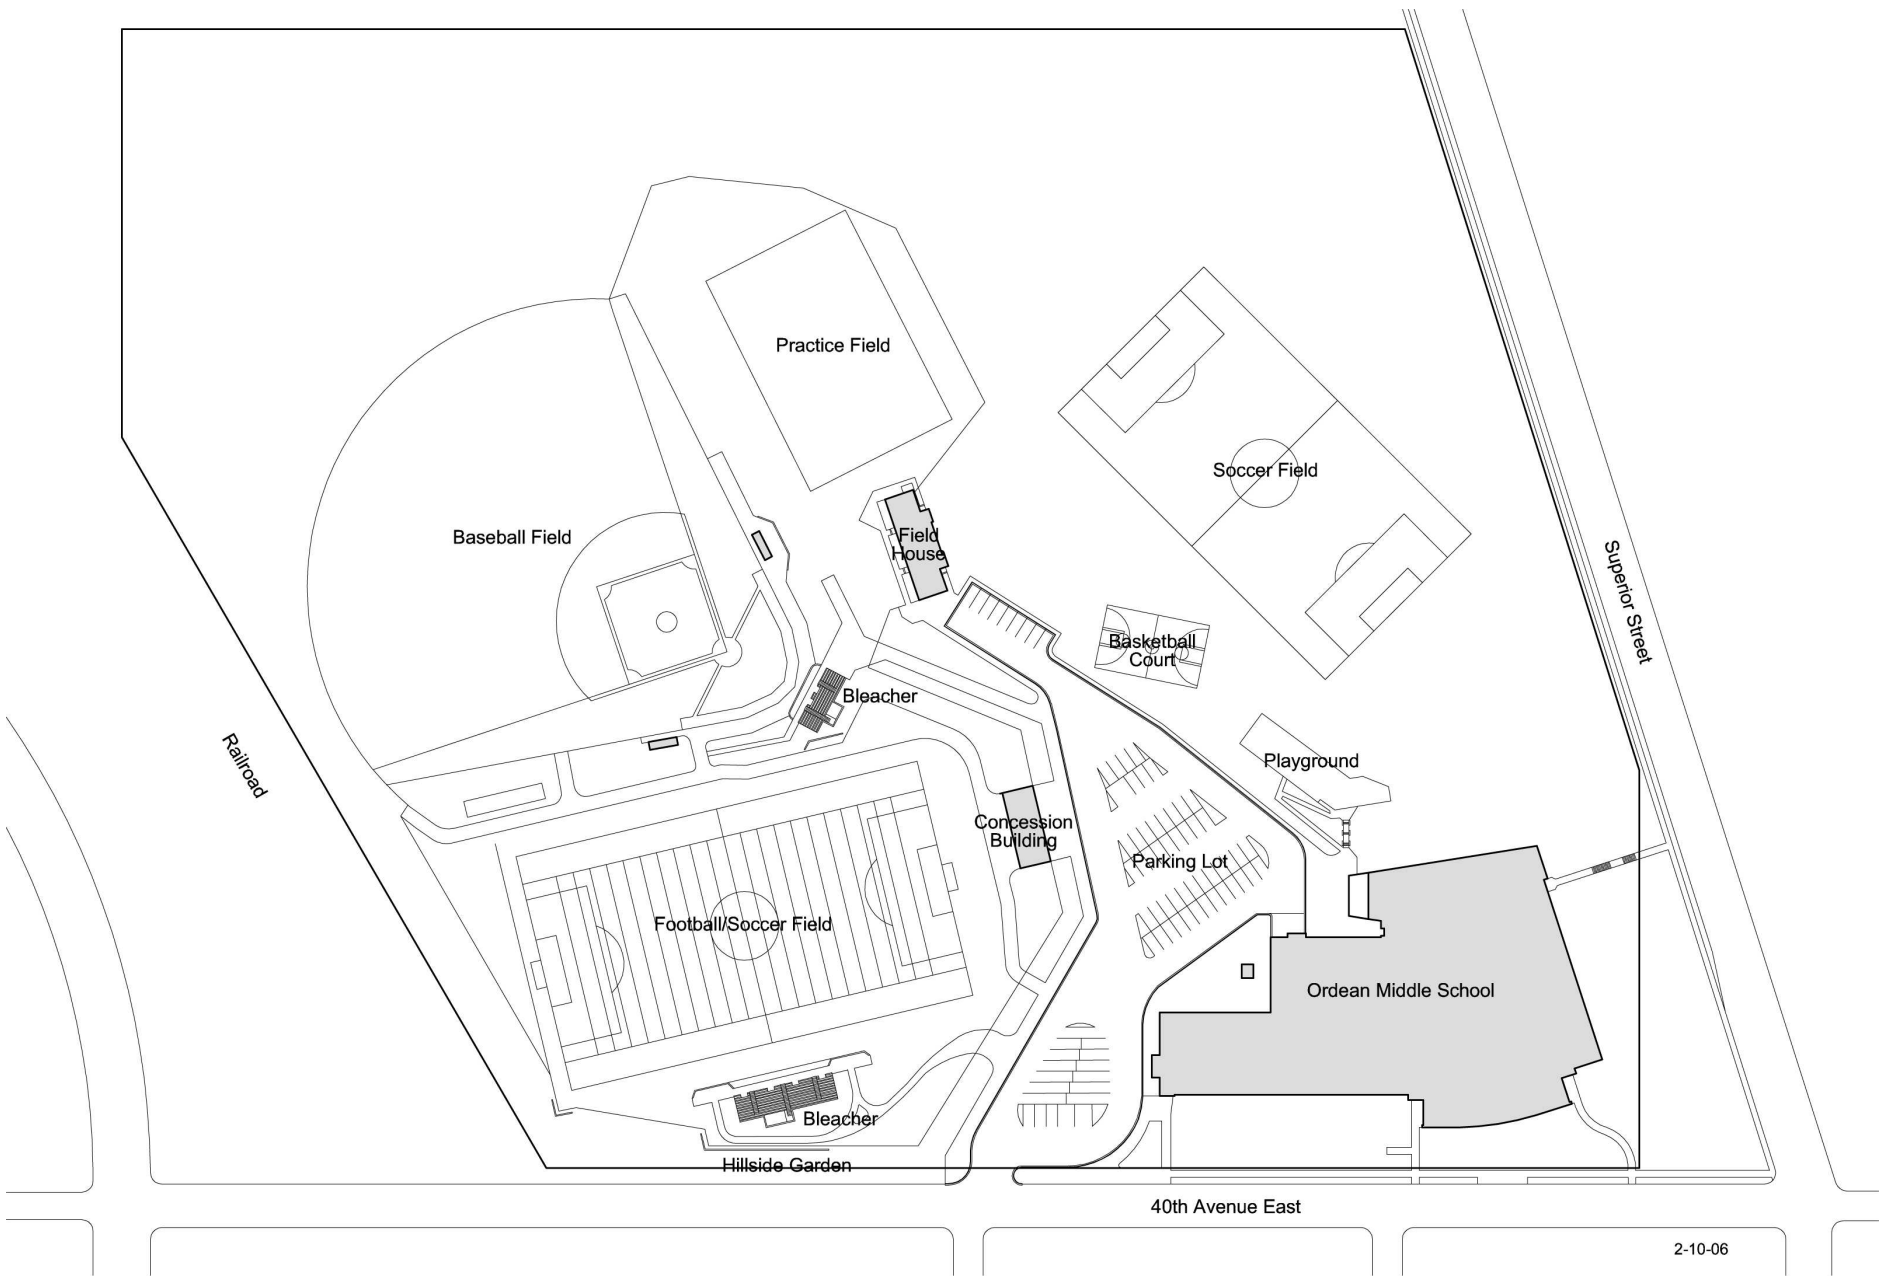 Practice Field
Soccer Field
Baseball Field
Field
House
Superior Street
Basketball
Court
Bleacher
Railroad
Playground
Concession
Building
Parking Lot
Football/Soccer Field
Ordean Middle School
Bleacher
Hillside Garden
40th Avenue East
2-10-06